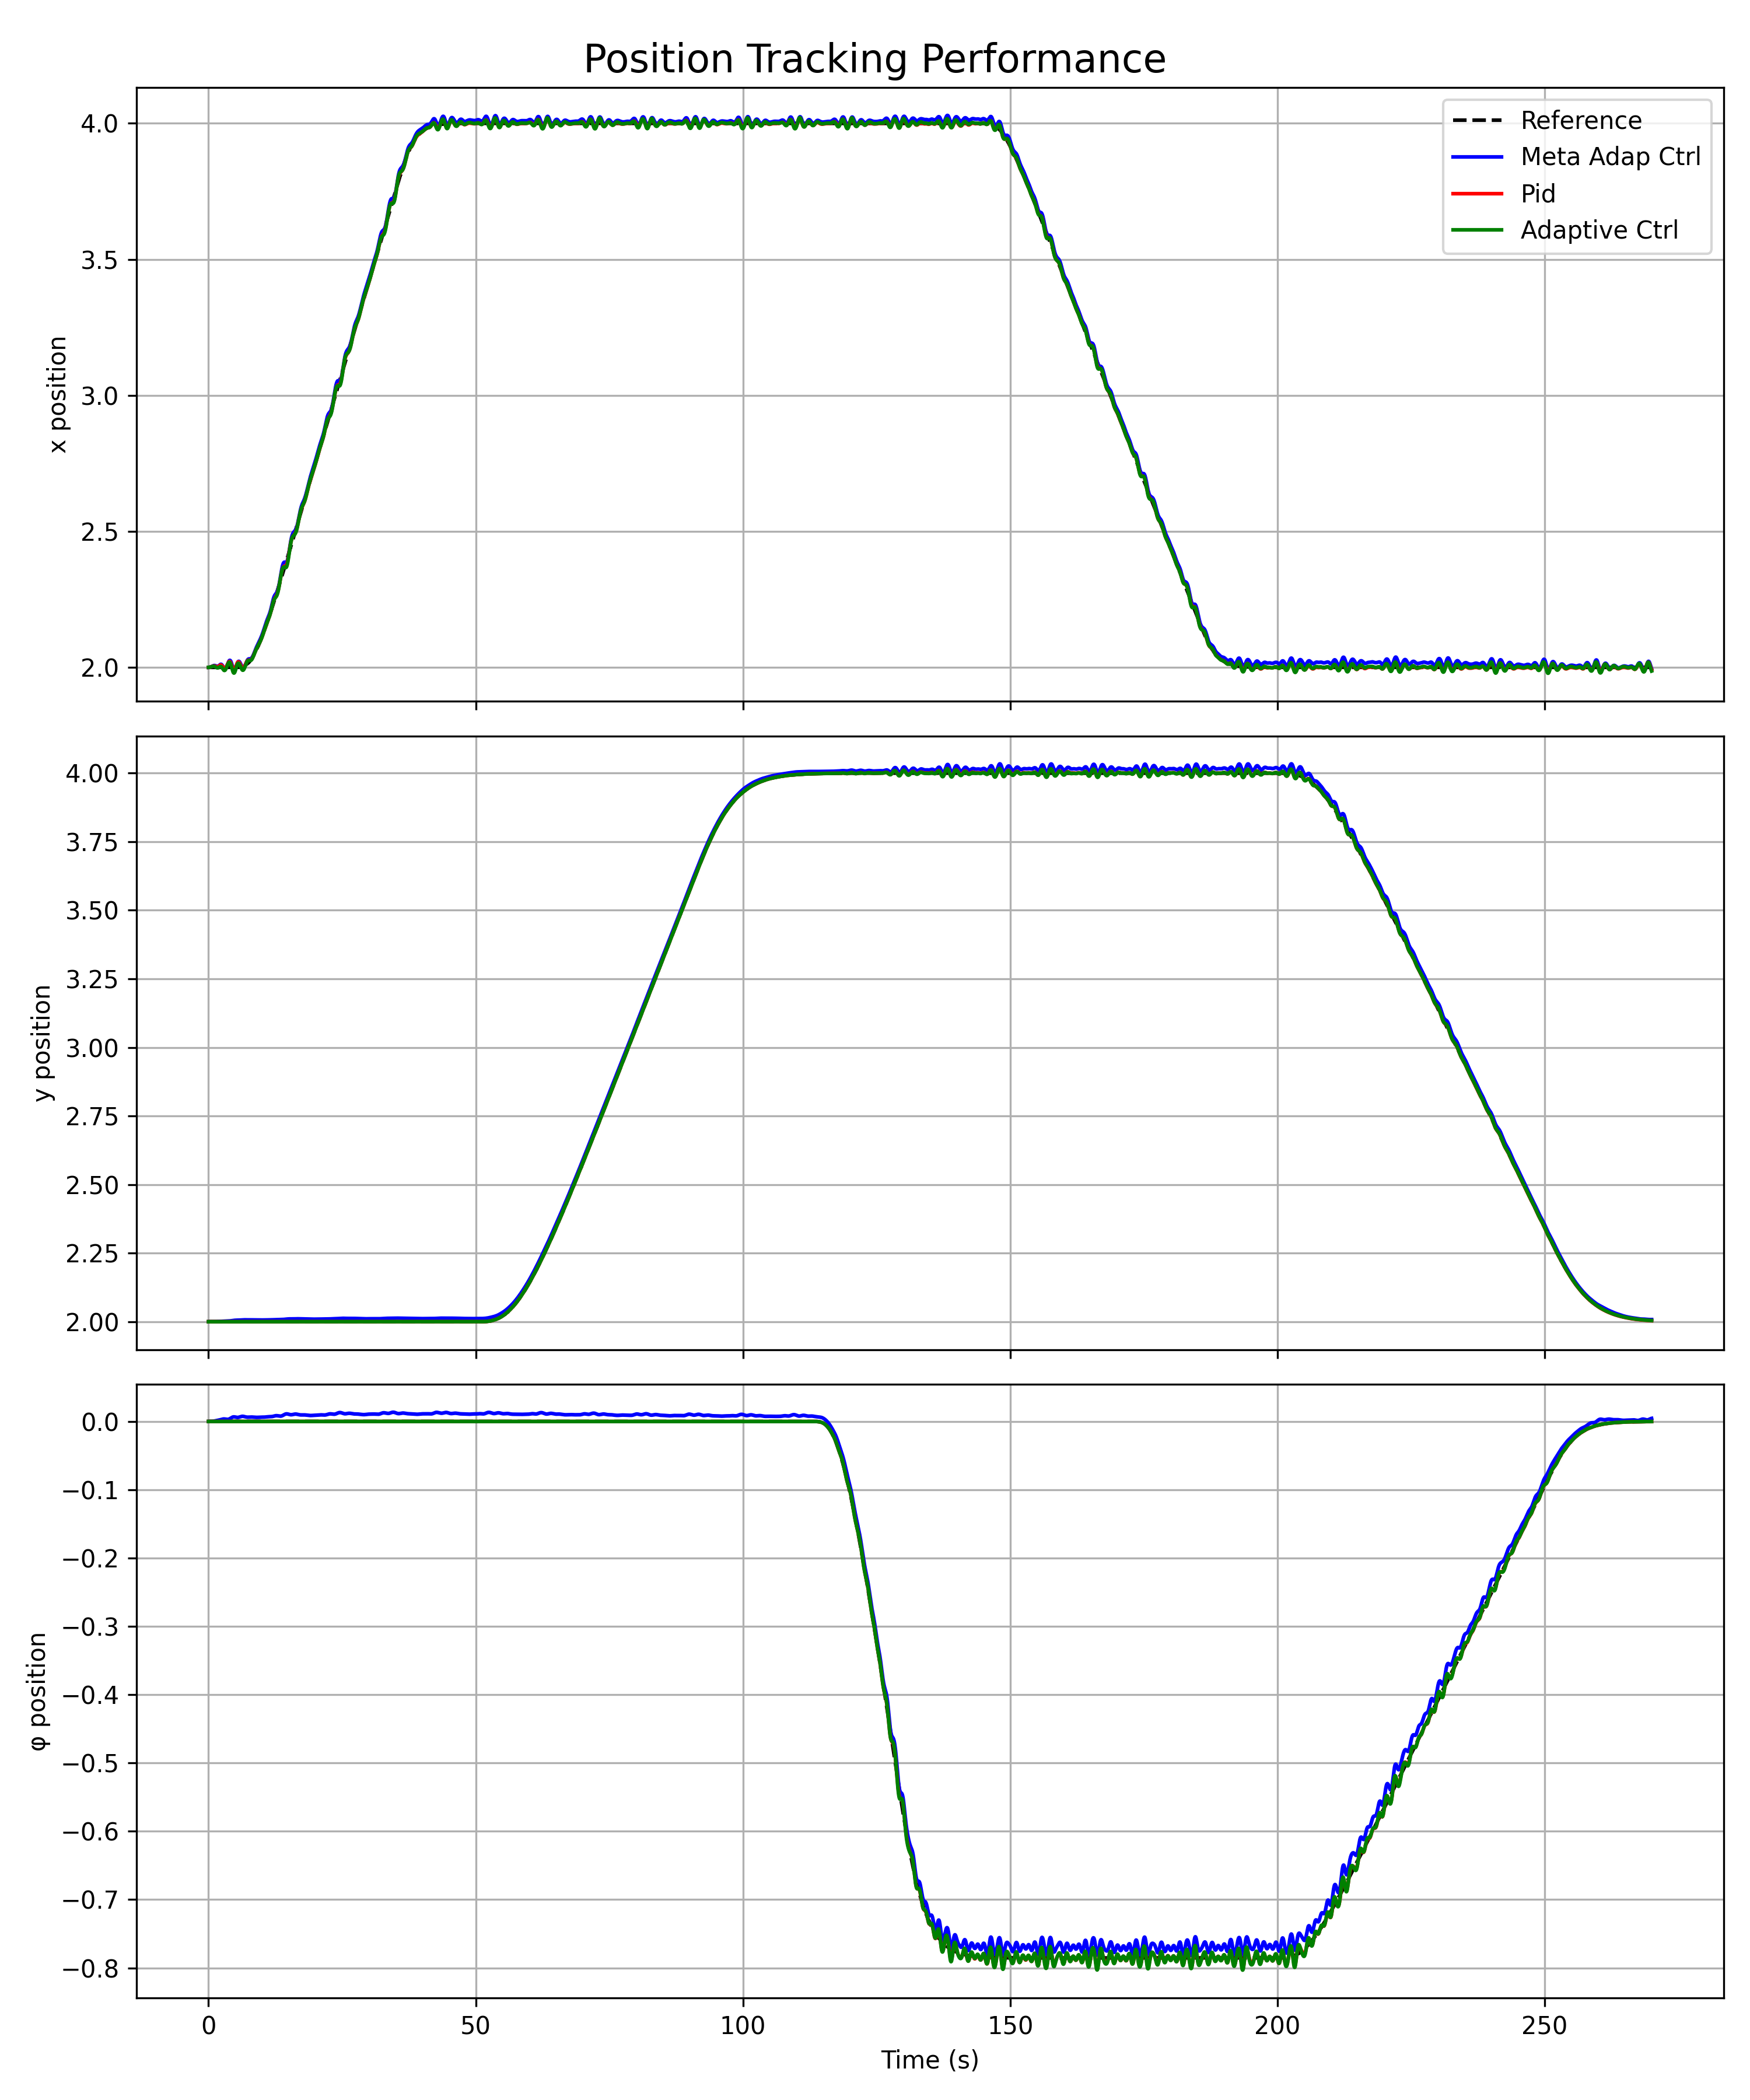 Position Tracking Performance
4.0
3.5
3.0
2.5
2.0
x position
Reference
Meta Adap Ctrl
Pid
Adaptive Ctrl
4.00
3.75
3.50
3.25
3.00
2.75
2.50
2.25
2.00
y position
0.0
−0.1
−0.2
−0.3
−0.4
−0.5
−0.6
−0.7
−0.8
φ position
0 50 100 150 200 250
Time (s)